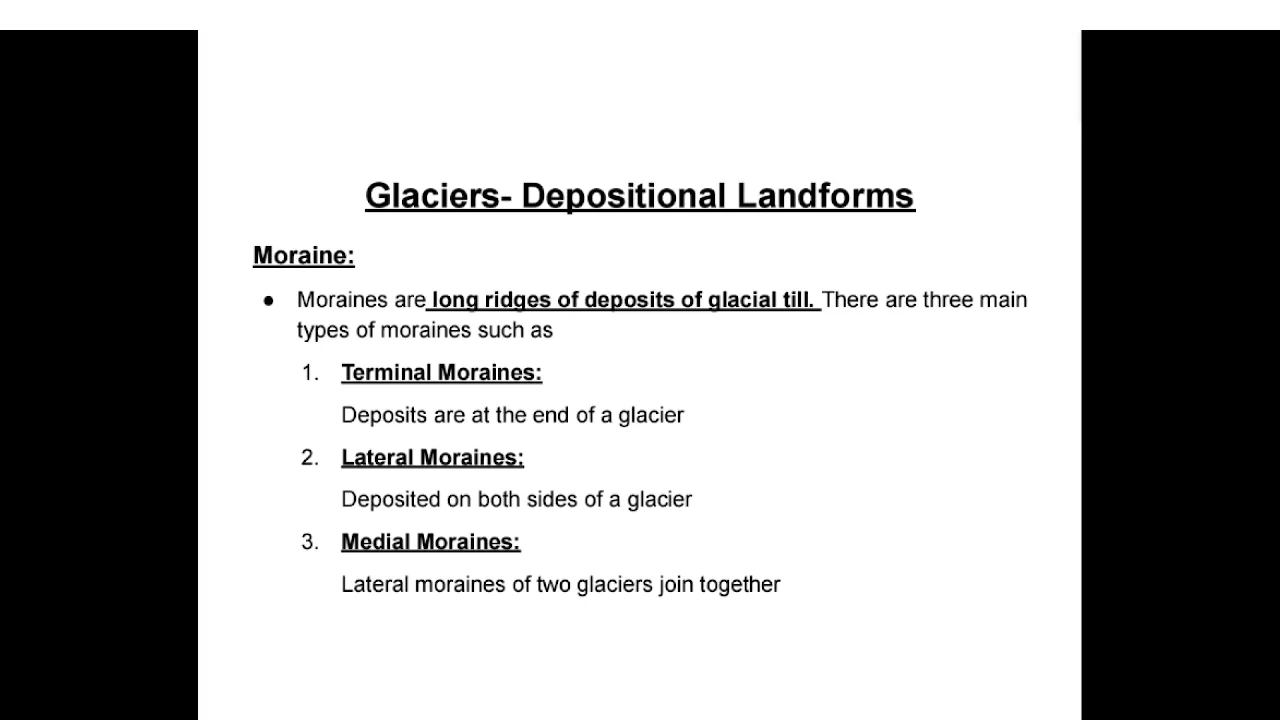 Glaciers- Depositional Landforms
Moraine:
● Moraines are long ridges of deposits of glacial till. There are three main
types of moraines such as
1. Terminal Moraines:
Deposits are at the end of a glacier
2. Lateral Moraines:
Deposited on both sides of a glacier
3. Medial Moraines:
Lateral moraines of two glaciers join together